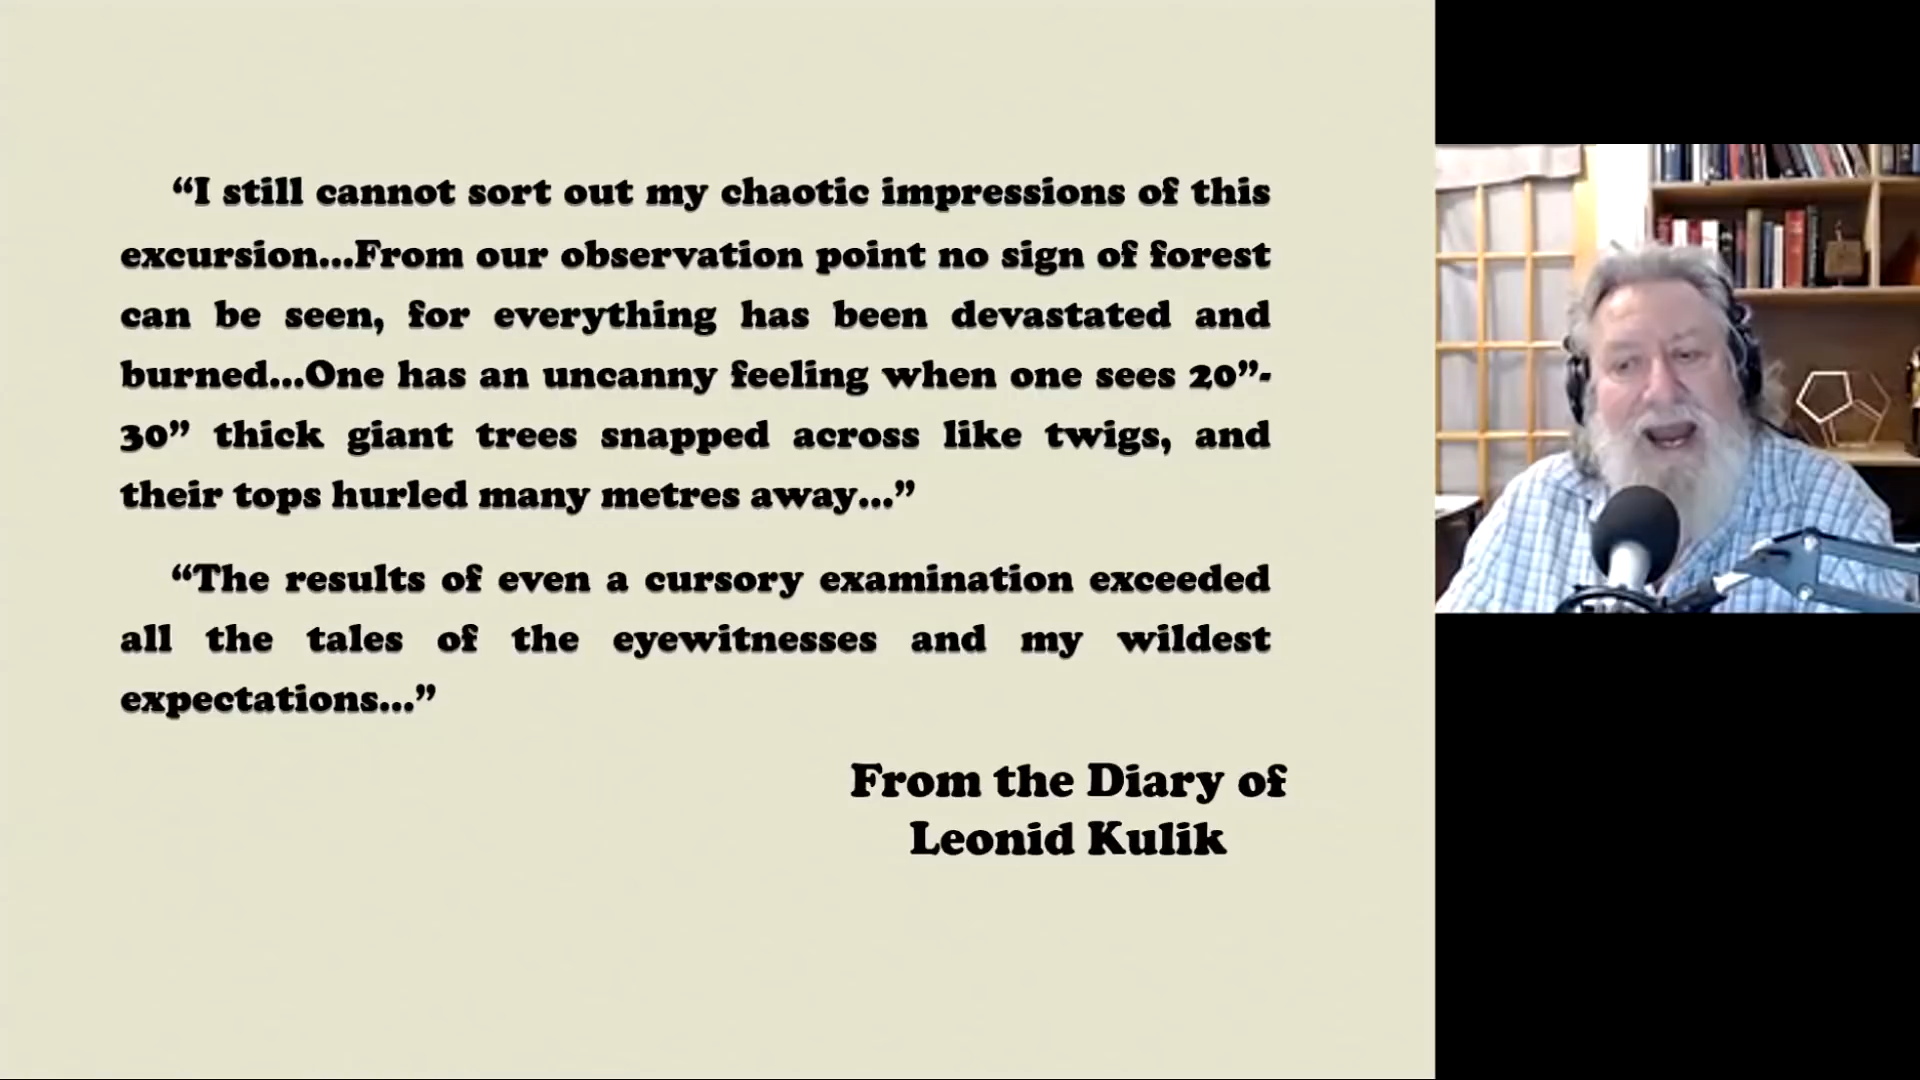 “I still cannot sort out my chaotic impressions of this
excursion...From our observation point no sign of forest
can be seen, for everything has been devastated and
burned...One has an uncanny feeling when one sees 20”-
30” thick giant trees snapped across like twigs, and
their tops hurled many metres away...”
“The results of even a cursory examination exceeded
all the tales of the eyewitnesses and my wildest
expectations...”
From the Diary of
Leonid Kulik